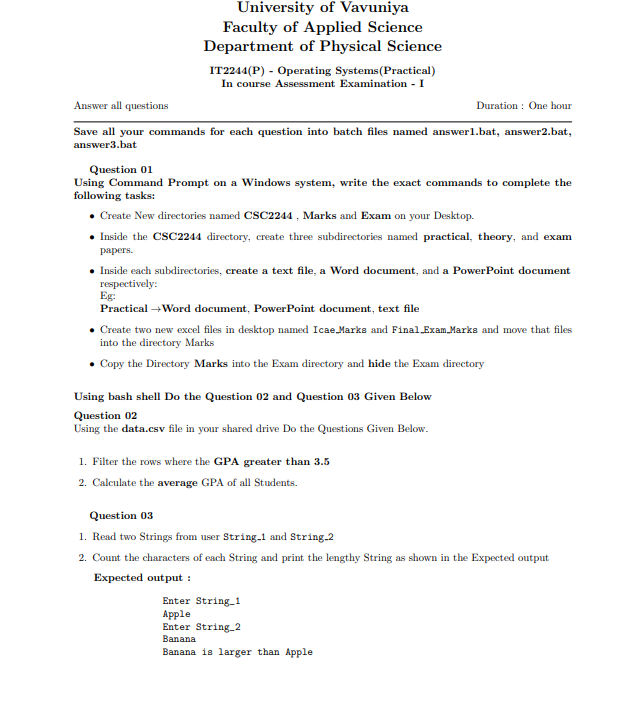 University of Vavuniya
Faculty of Applied Science
Department of Physical Science
IT2244(P) - Operating Systems(Practical)
In course Assessment Examination - I
Answer all questions Duration : One hour
Save all your commands for each question into batch files named answer1.bat, answer2.bat,
answer3.bat
Question 01
Using Command Prompt on a Windows system, write the exact commands to complete the
following tasks:
• Create New directories named CSC2244 , Marks and Exam on your Desktop.
• Inside the CSC2244 directory, create three subdirectories named practical, theory, and exam
papers.
• Inside each subdirectories, create a text file, a Word document, and a PowerPoint document
respectively:
Eg:
Practical →Word document, PowerPoint document, text file
• Create two new excel files in desktop named Icae_Marks and Final_Exam_Marks and move that files
into the directory Marks
• Copy the Directory Marks into the Exam directory and hide the Exam directory
Using bash shell Do the Question 02 and Question 03 Given Below
Question 02
Using the data.csv file in your shared drive Do the Questions Given Below.
1. Filter the rows where the GPA greater than 3.5
2. Calculate the average GPA of all Students.
Question 03
1. Read two Strings from user String_1 and String_2
2. Count the characters of each String and print the lengthy String as shown in the Expected output
Expected output :
Enter String_1
Apple
Enter String_2
Banana
Banana is larger than Apple